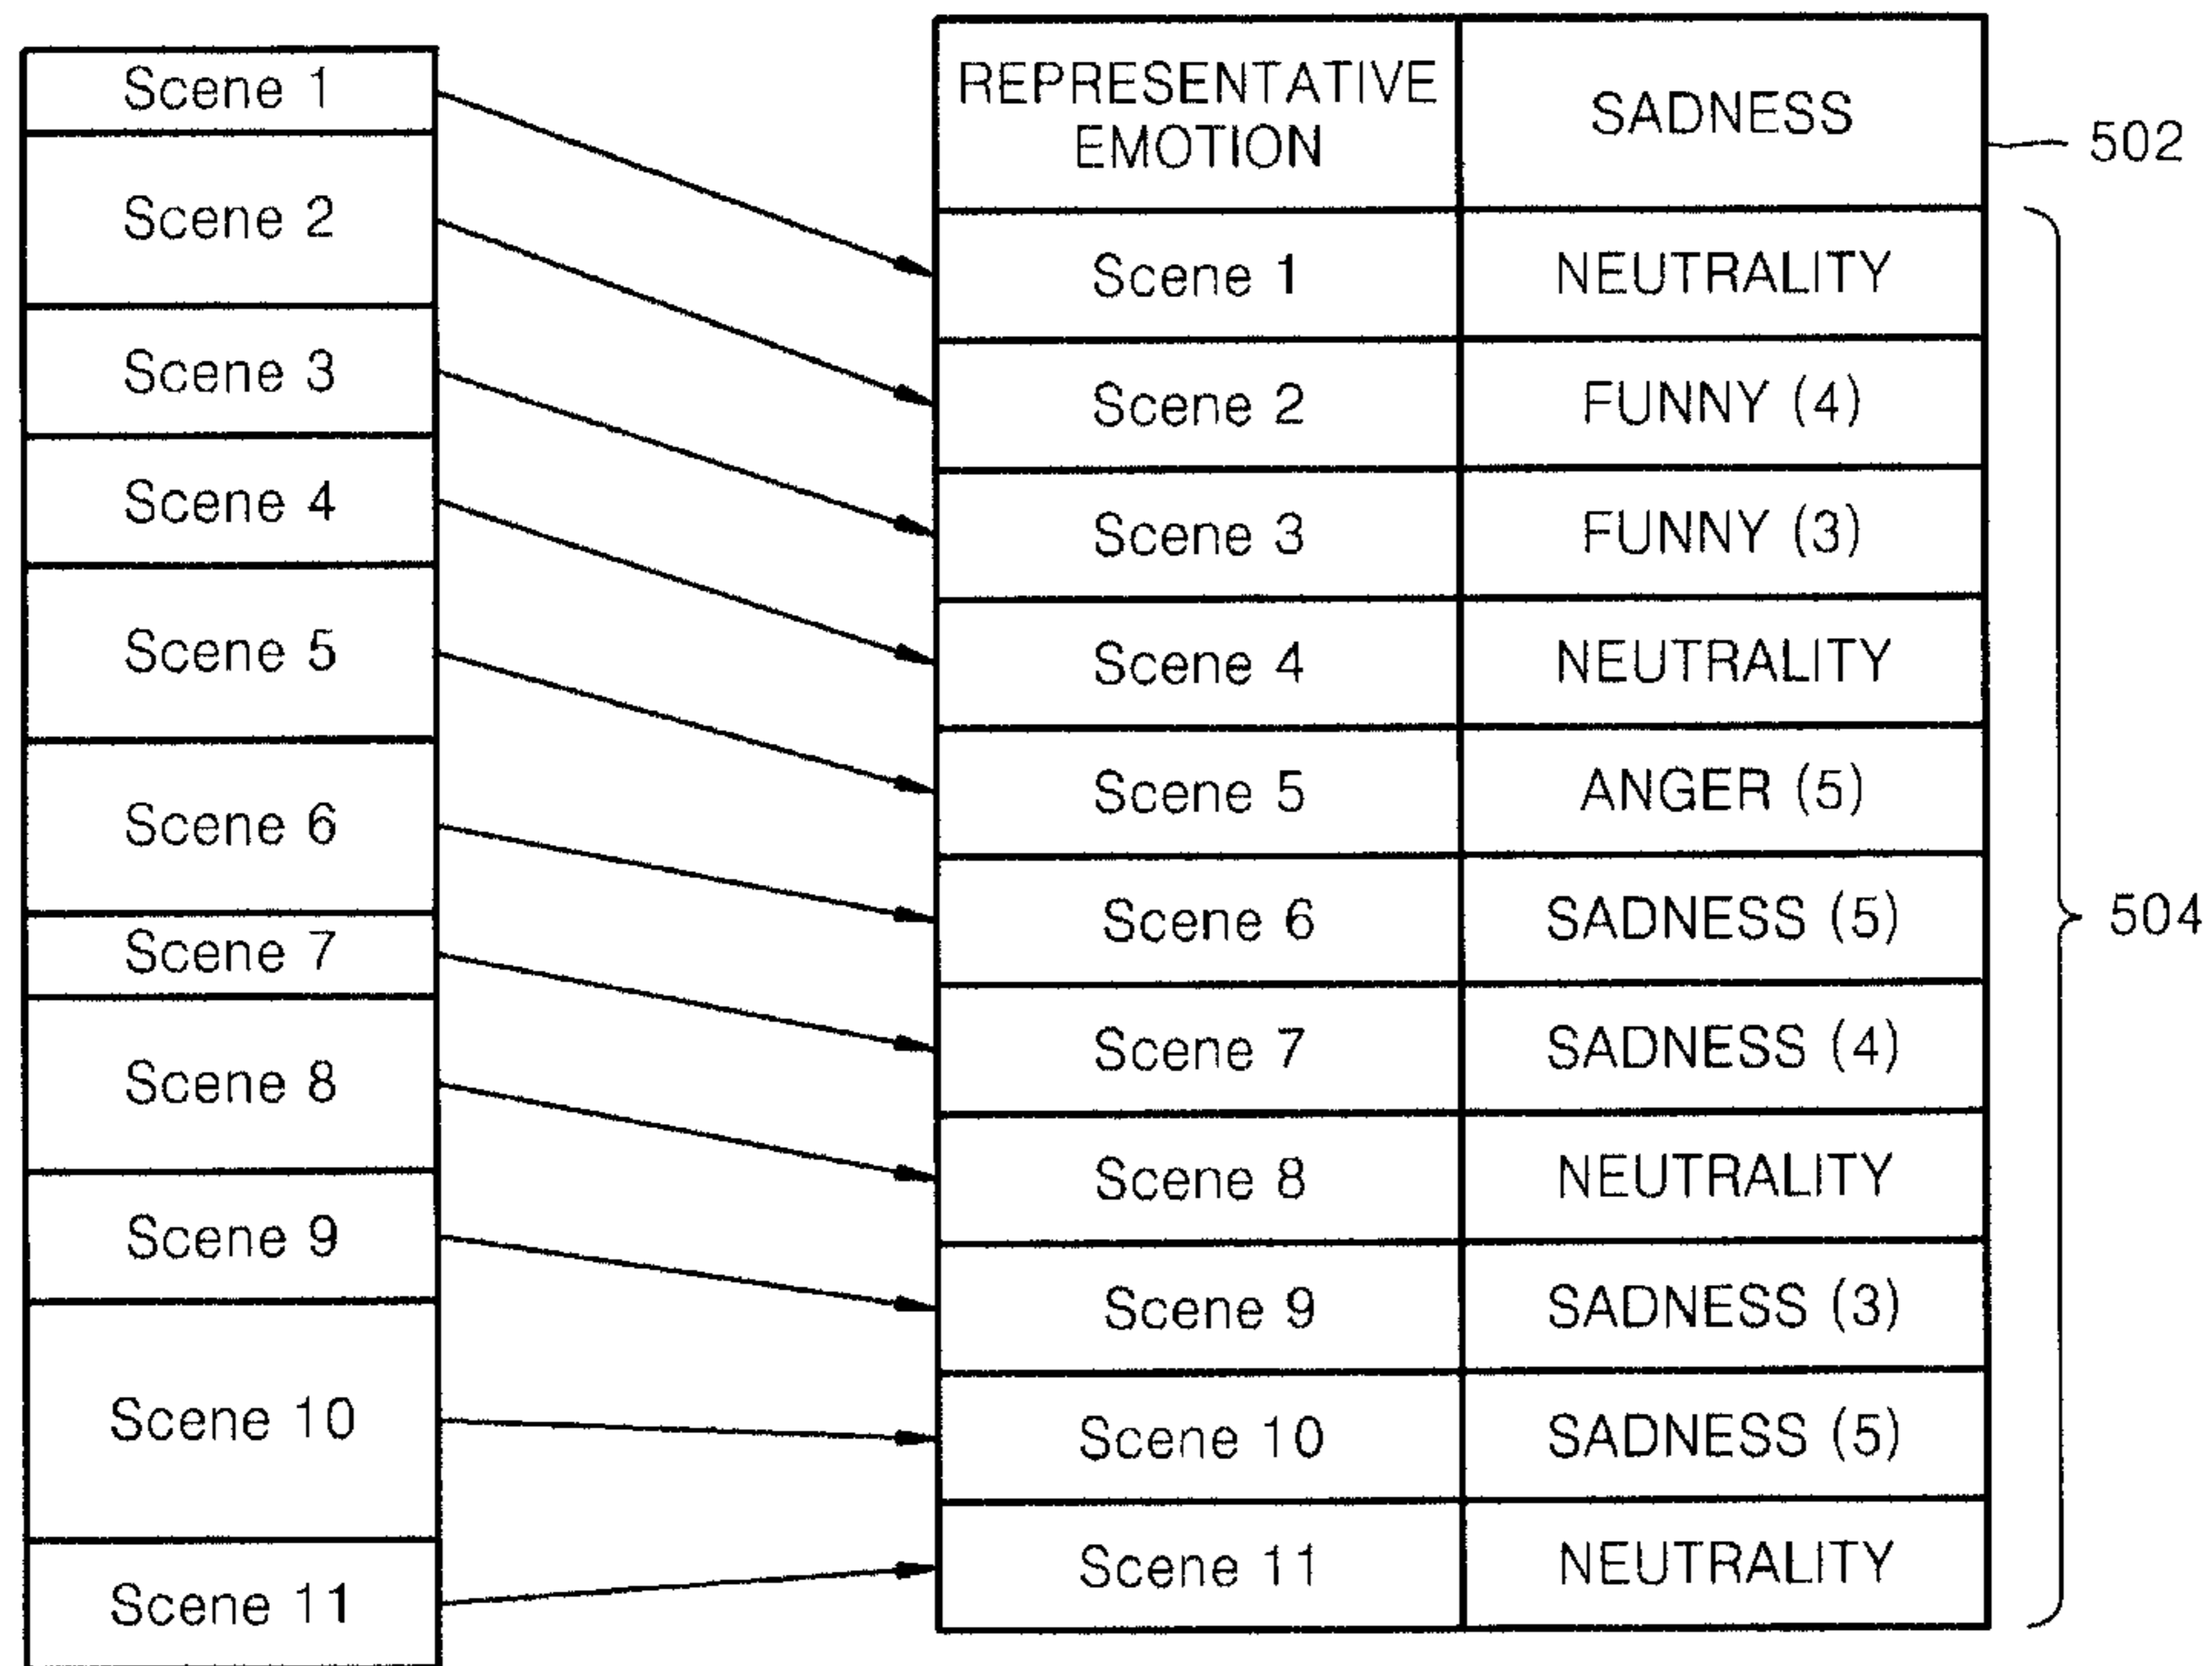 Scene 1
Scene 2
Scene 3
Scene 4
Scene 5
Scene 6
Scene 7
Scene 8
Scene 9
Scene 10
Scene 11
REPRESENTATIVE
EMOTION
SADNESS
502
Scene 1 NEUTRALITY
Scene 2 FUNNY (4)
Scene 3 FUNNY (3)
Scene 4 NEUTRALITY
Scene 5 ANGER (5)
Scene 6 SADNESS (5)
Scene 7 SADNESS (4)
Scene 8 NEUTRALITY
Scene 9 SADNESS (3)
Scene 10 SADNESS (5)
Scene 11 NEUTRALITY
504